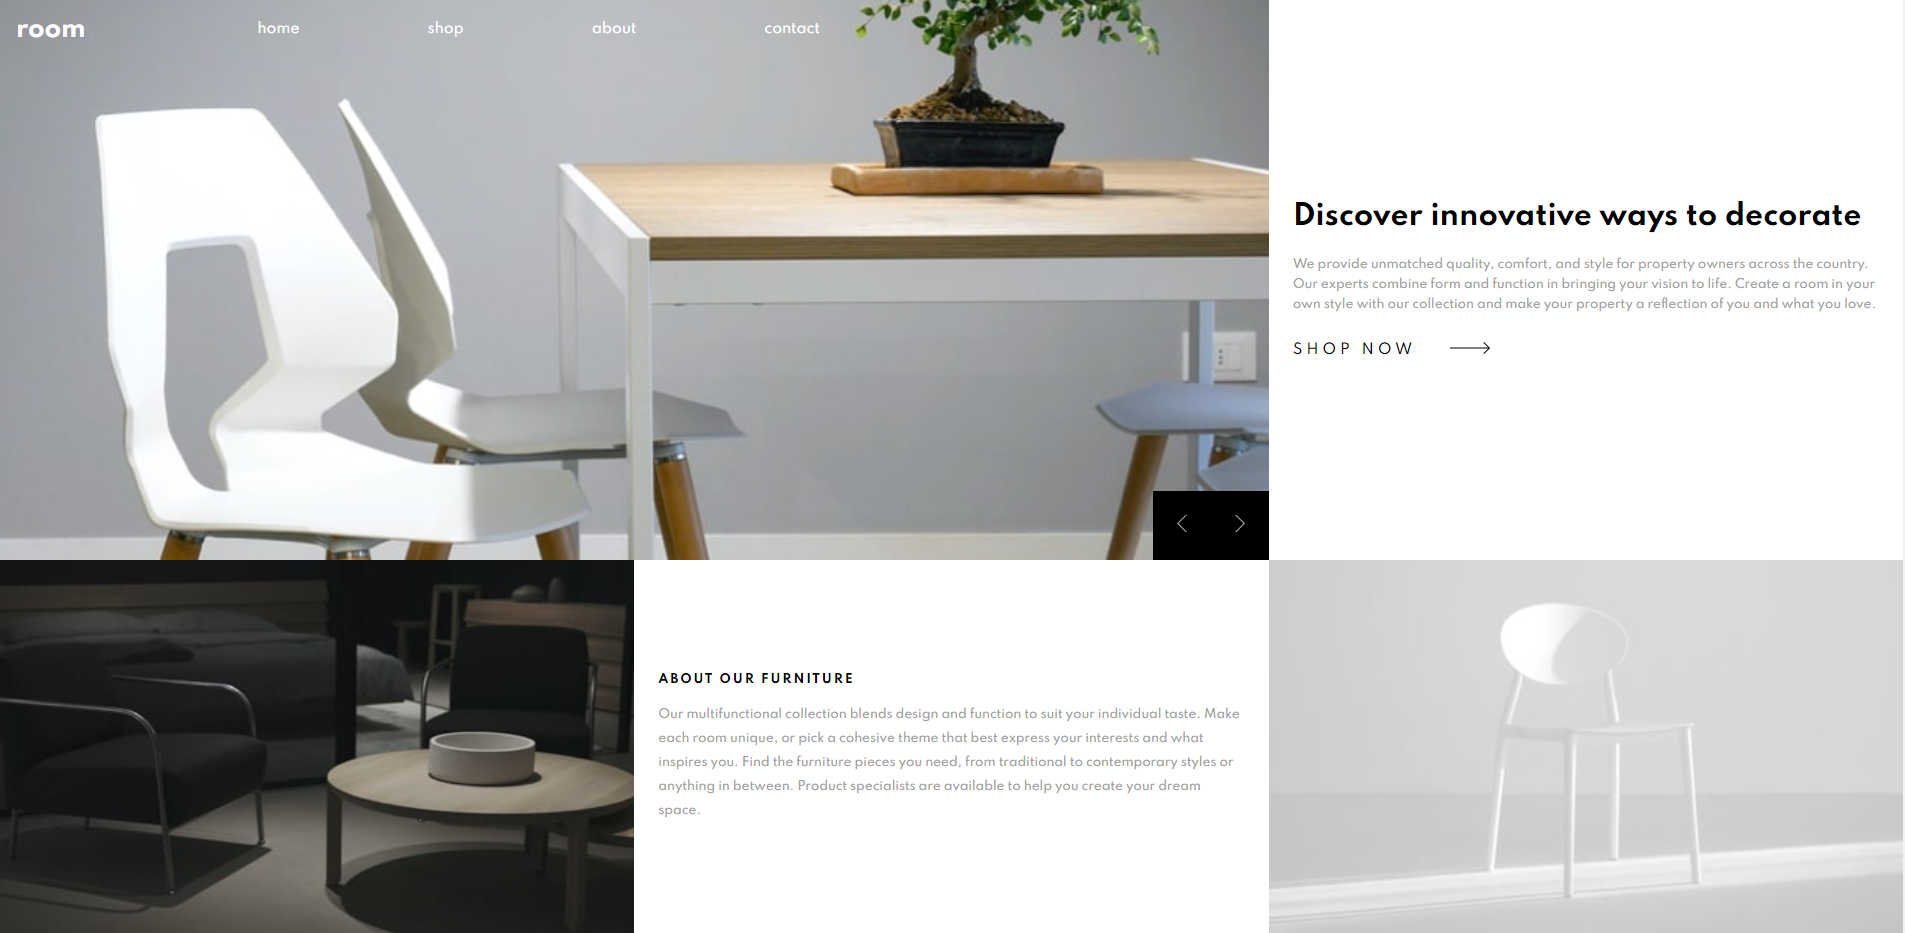 room
home shop about contact
Discover innovative ways to decorate
We provide unmatched quality, comfort, and style for property owners across the country.
Our experts combine form and function in bringing your vision to life. Create a room in your
own style with our collection and make your property a reflection of you and what you love.
SHOP NOW
ABOUT OUR FURNITURE
Our multifunctional collection blends design and function to suit your individual taste. Make
each room unique, or pick a cohesive theme that best express your interests and what
inspires you. Find the furniture pieces you need, from traditional to contemporary styles or
anything in between. Product specialists are available to help you create your dream
space.